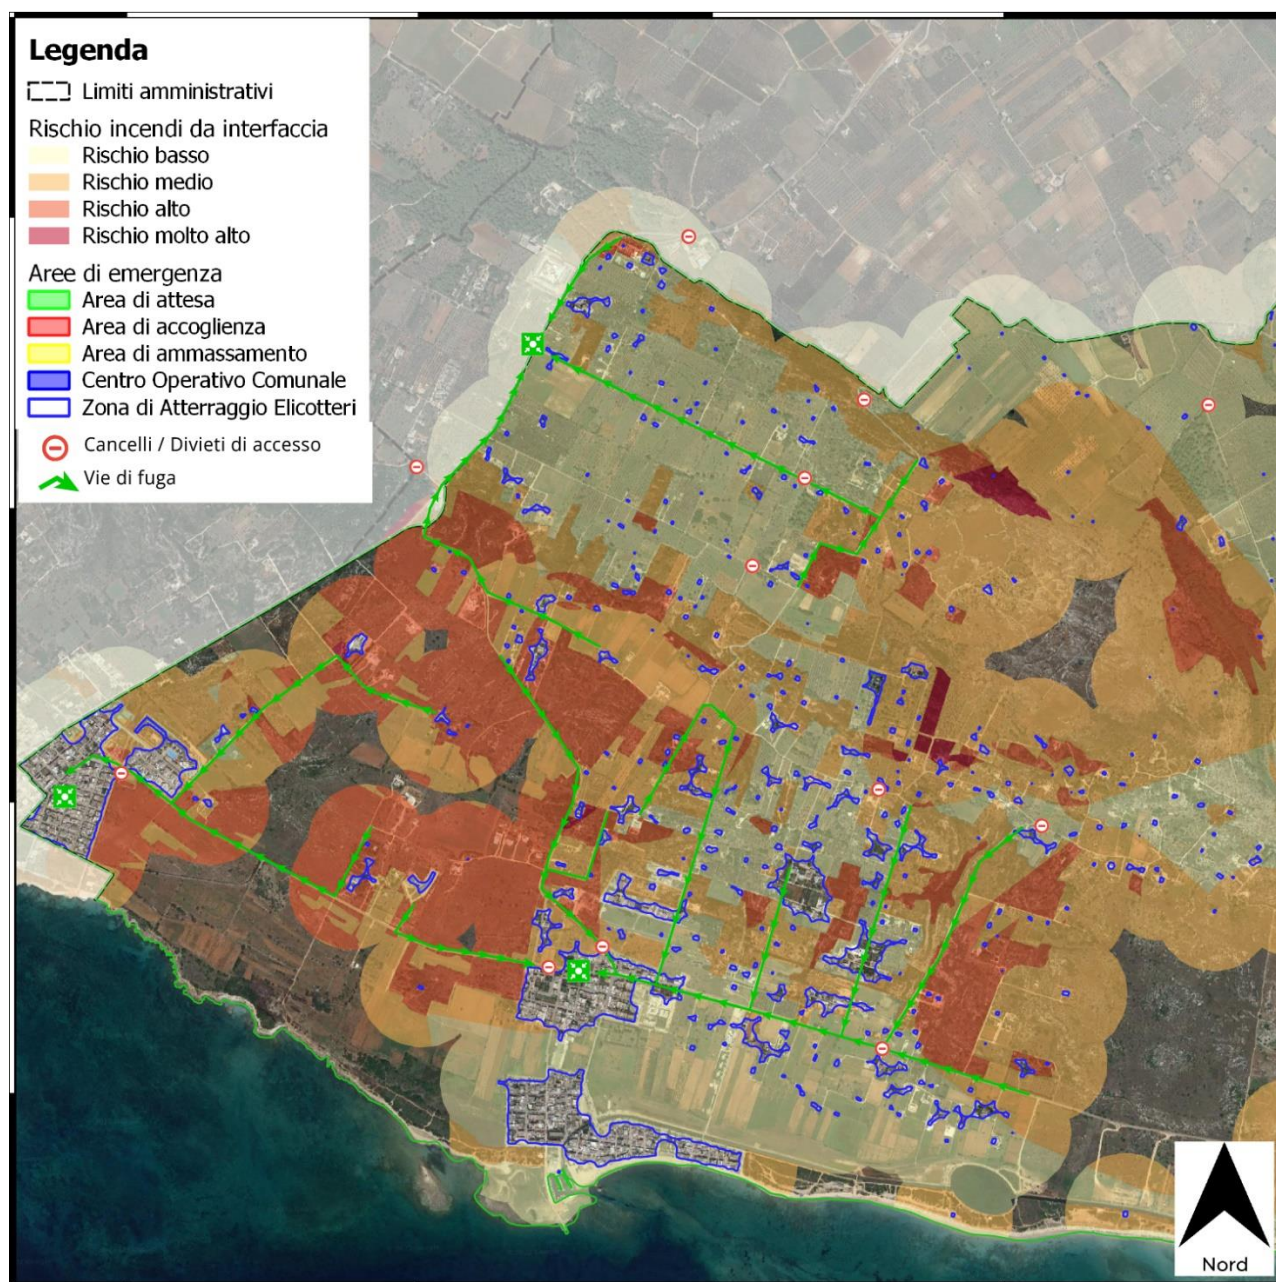 Legenda
Limiti amministrativi
Rischio incendi da interfaccia
Rischio basso
Rischio medio
Rischio alto
Rischio molto alto
Aree di emergenza
Area di attesa
Area di accoglienza
Area di ammassamento
Centro Operativo Comunale
Zona di Atterraggio Elicotteri
Cancelli / Divieti di accesso
Vie di fuga
Nord